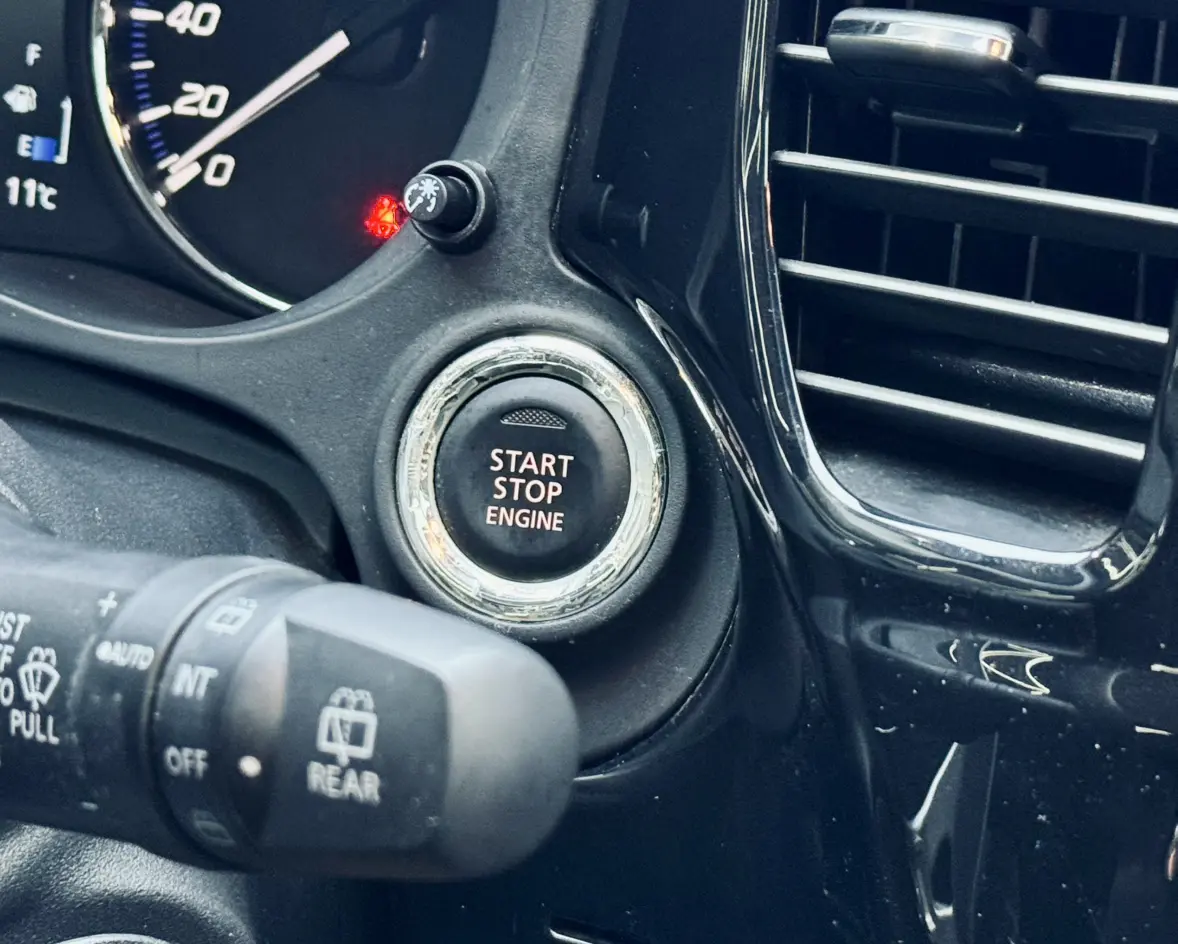 40
F
20
E
0
11°C
START
STOP
ENGINE
+
AUTO
INT
PULL
OFF
REAR
-